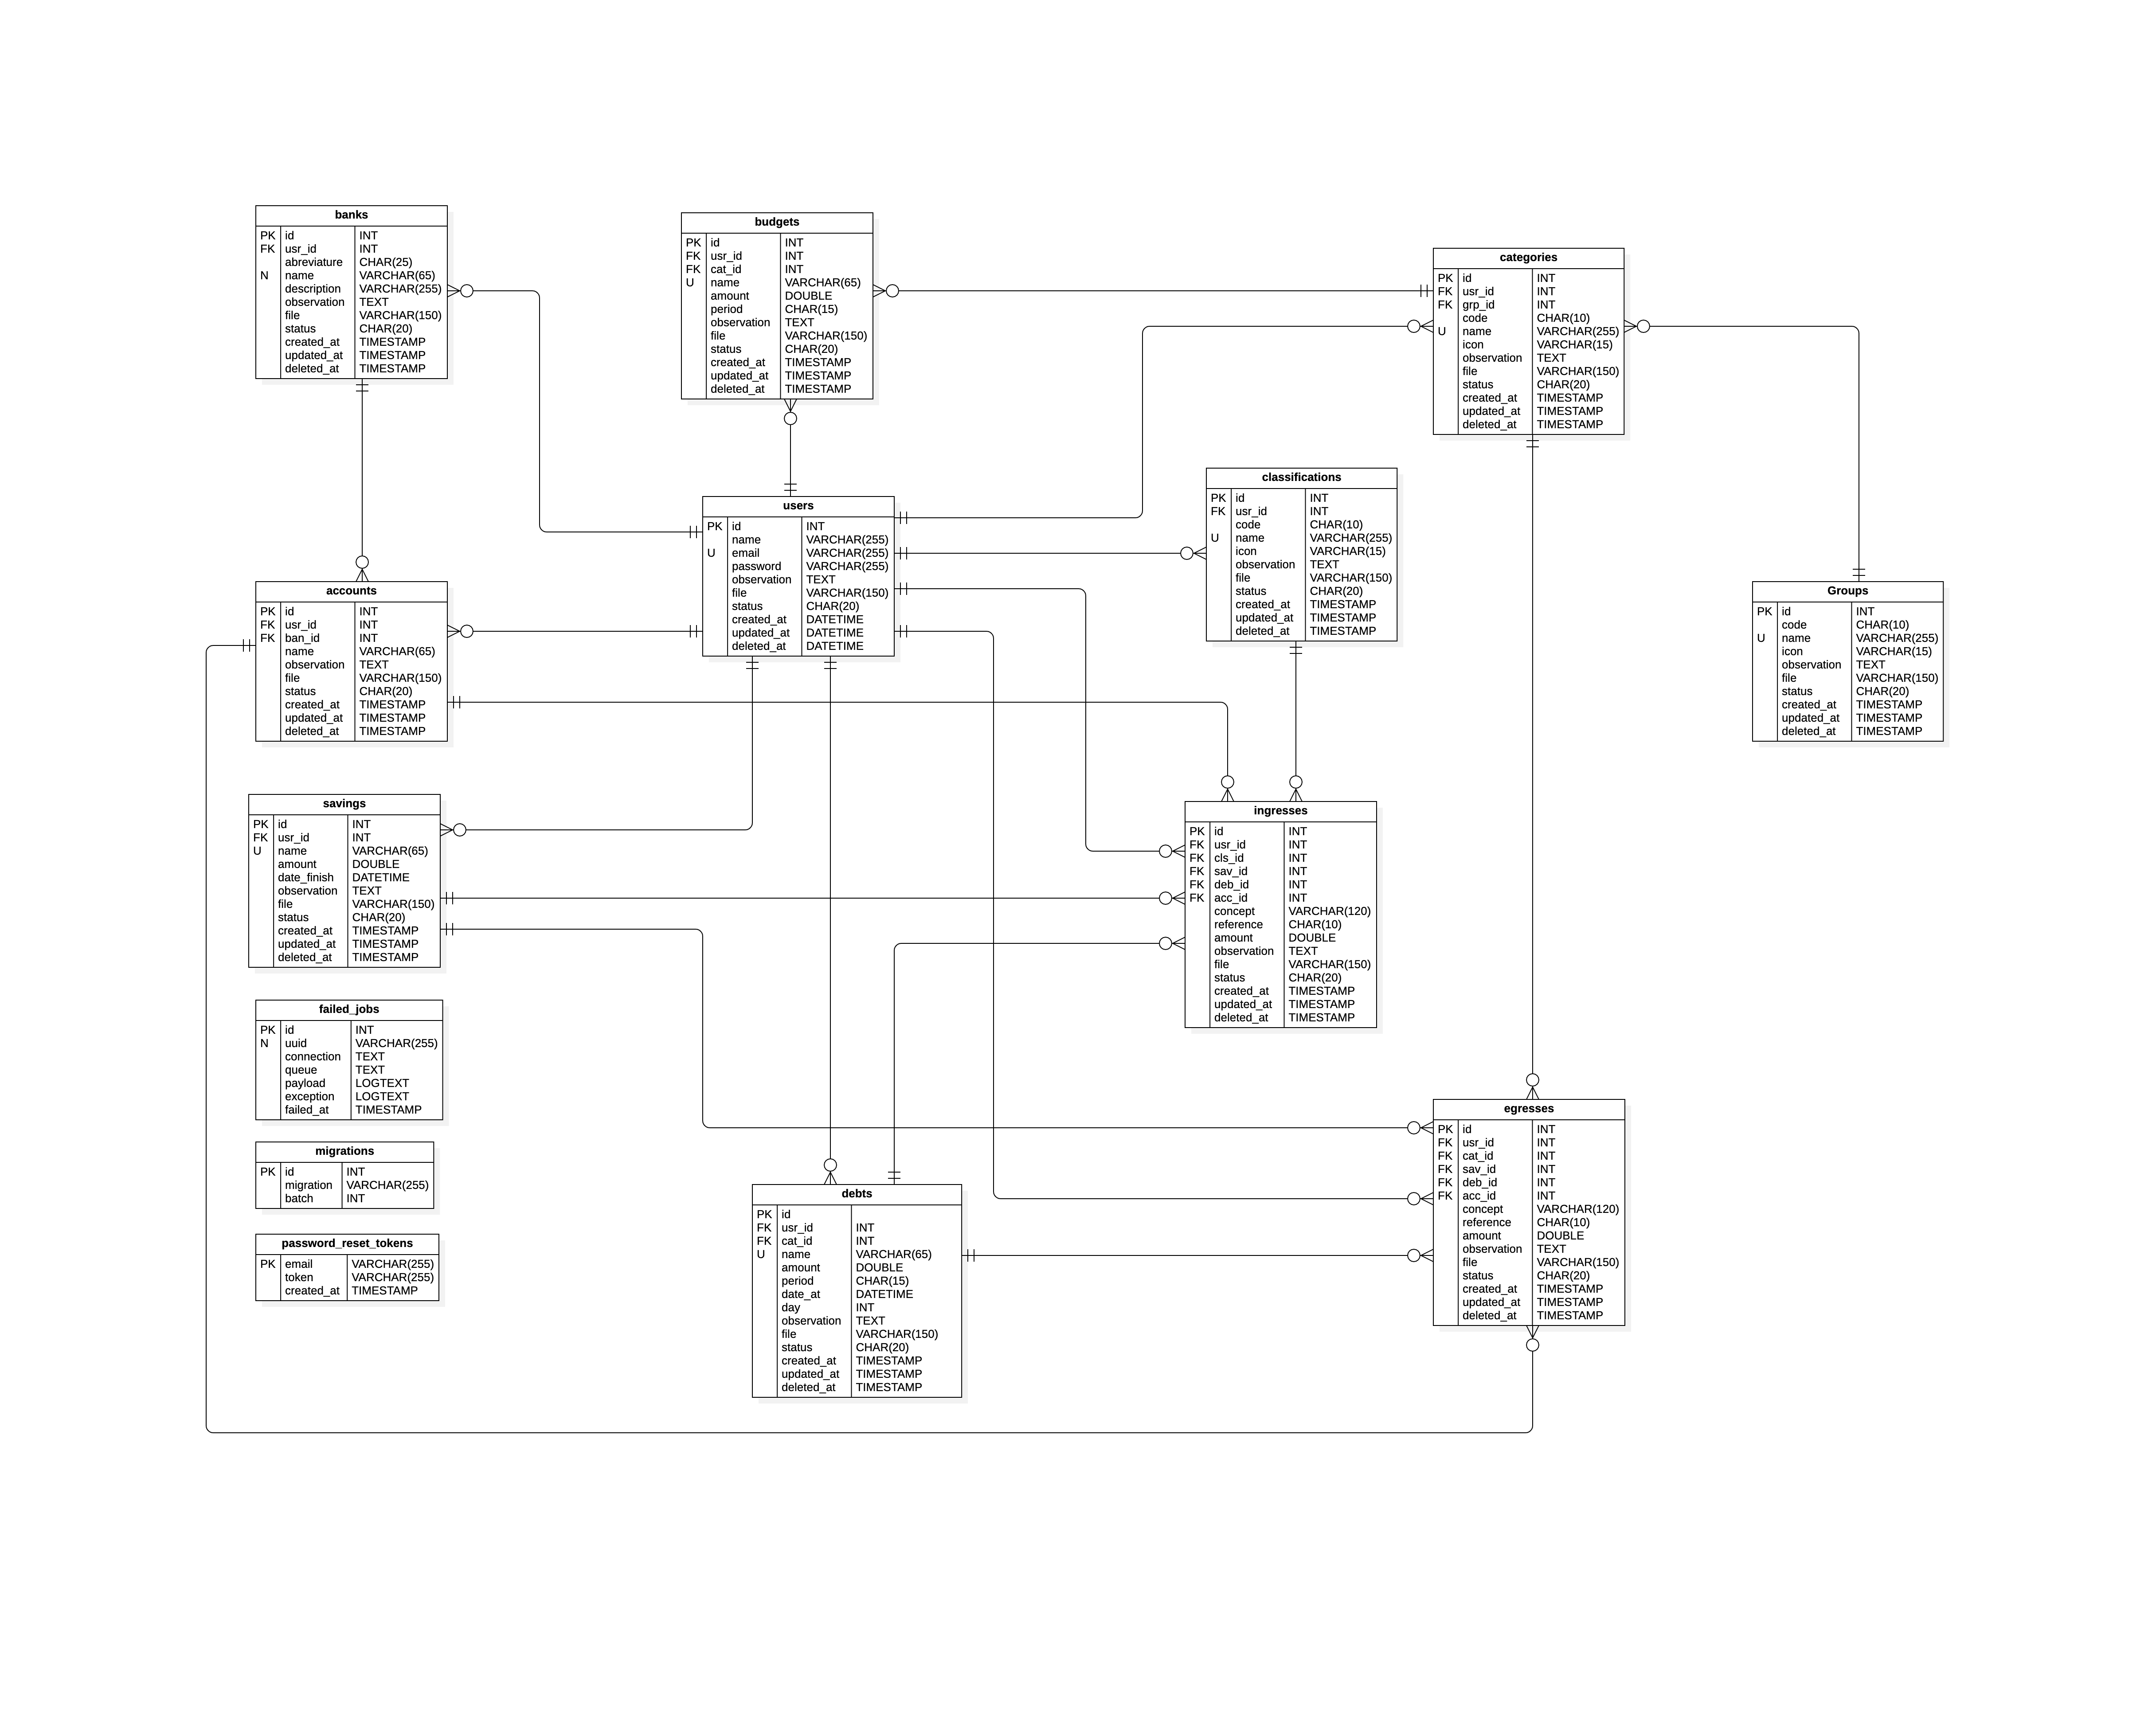 banks
PK id INT
FK usr_id INT
abreviature CHAR(25)
N name VARCHAR(65)
description VARCHAR(255)
observation TEXT
file VARCHAR(150)
status CHAR(20)
created_at TIMESTAMP
updated_at TIMESTAMP
deleted_at TIMESTAMP
budgets
PK id INT
FK usr_id INT
FK cat_id INT
U name VARCHAR(65)
amount DOUBLE
period CHAR(15)
observation TEXT
file VARCHAR(150)
status CHAR(20)
created_at TIMESTAMP
updated_at TIMESTAMP
deleted_at TIMESTAMP
categories
PK id INT
FK usr_id INT
FK grp_id INT
code CHAR(10)
U name VARCHAR(255)
icon VARCHAR(15)
observation TEXT
file VARCHAR(150)
status CHAR(20)
created_at TIMESTAMP
updated_at TIMESTAMP
deleted_at TIMESTAMP
classifications
PK id INT
FK usr_id INT
code CHAR(10)
U name VARCHAR(255)
icon VARCHAR(15)
observation TEXT
file VARCHAR(150)
status CHAR(20)
created_at TIMESTAMP
updated_at TIMESTAMP
deleted_at TIMESTAMP
users
PK id INT
name VARCHAR(255)
U email VARCHAR(255)
password VARCHAR(255)
observation TEXT
file VARCHAR(150)
status CHAR(20)
created_at DATETIME
updated_at DATETIME
deleted_at DATETIME
accounts
PK id INT
FK usr_id INT
FK ban_id INT
name VARCHAR(65)
observation TEXT
file VARCHAR(150)
status CHAR(20)
created_at TIMESTAMP
updated_at TIMESTAMP
deleted_at TIMESTAMP
Groups
PK id INT
code CHAR(10)
U name VARCHAR(255)
icon VARCHAR(15)
observation TEXT
file VARCHAR(150)
status CHAR(20)
created_at TIMESTAMP
updated_at TIMESTAMP
deleted_at TIMESTAMP
savings
PK id INT
FK usr_id INT
U name VARCHAR(65)
amount DOUBLE
date_finish DATETIME
observation TEXT
file VARCHAR(150)
status CHAR(20)
created_at TIMESTAMP
updated_at TIMESTAMP
deleted_at TIMESTAMP
ingresses
PK id INT
FK usr_id INT
FK cls_id INT
FK sav_id INT
FK deb_id INT
FK acc_id INT
concept VARCHAR(120)
reference CHAR(10)
amount DOUBLE
observation TEXT
file VARCHAR(150)
status CHAR(20)
created_at TIMESTAMP
updated_at TIMESTAMP
deleted_at TIMESTAMP
failed_jobs
PK id INT
N uuid VARCHAR(255)
connection TEXT
queue TEXT
payload LOGTEXT
exception LOGTEXT
failed_at TIMESTAMP
migrations
PK id INT
migration VARCHAR(255)
batch INT
password_reset_tokens
PK email VARCHAR(255)
token VARCHAR(255)
created_at TIMESTAMP
debts
PK id
FK usr_id INT
FK cat_id INT
U name VARCHAR(65)
amount DOUBLE
period CHAR(15)
date_at DATETIME
day INT
observation TEXT
file VARCHAR(150)
status CHAR(20)
created_at TIMESTAMP
updated_at TIMESTAMP
deleted_at TIMESTAMP
egresses
PK id INT
FK usr_id INT
FK cat_id INT
FK sav_id INT
FK deb_id INT
FK acc_id INT
concept VARCHAR(120)
reference CHAR(10)
amount DOUBLE
observation TEXT
file VARCHAR(150)
status CHAR(20)
created_at TIMESTAMP
updated_at TIMESTAMP
deleted_at TIMESTAMP